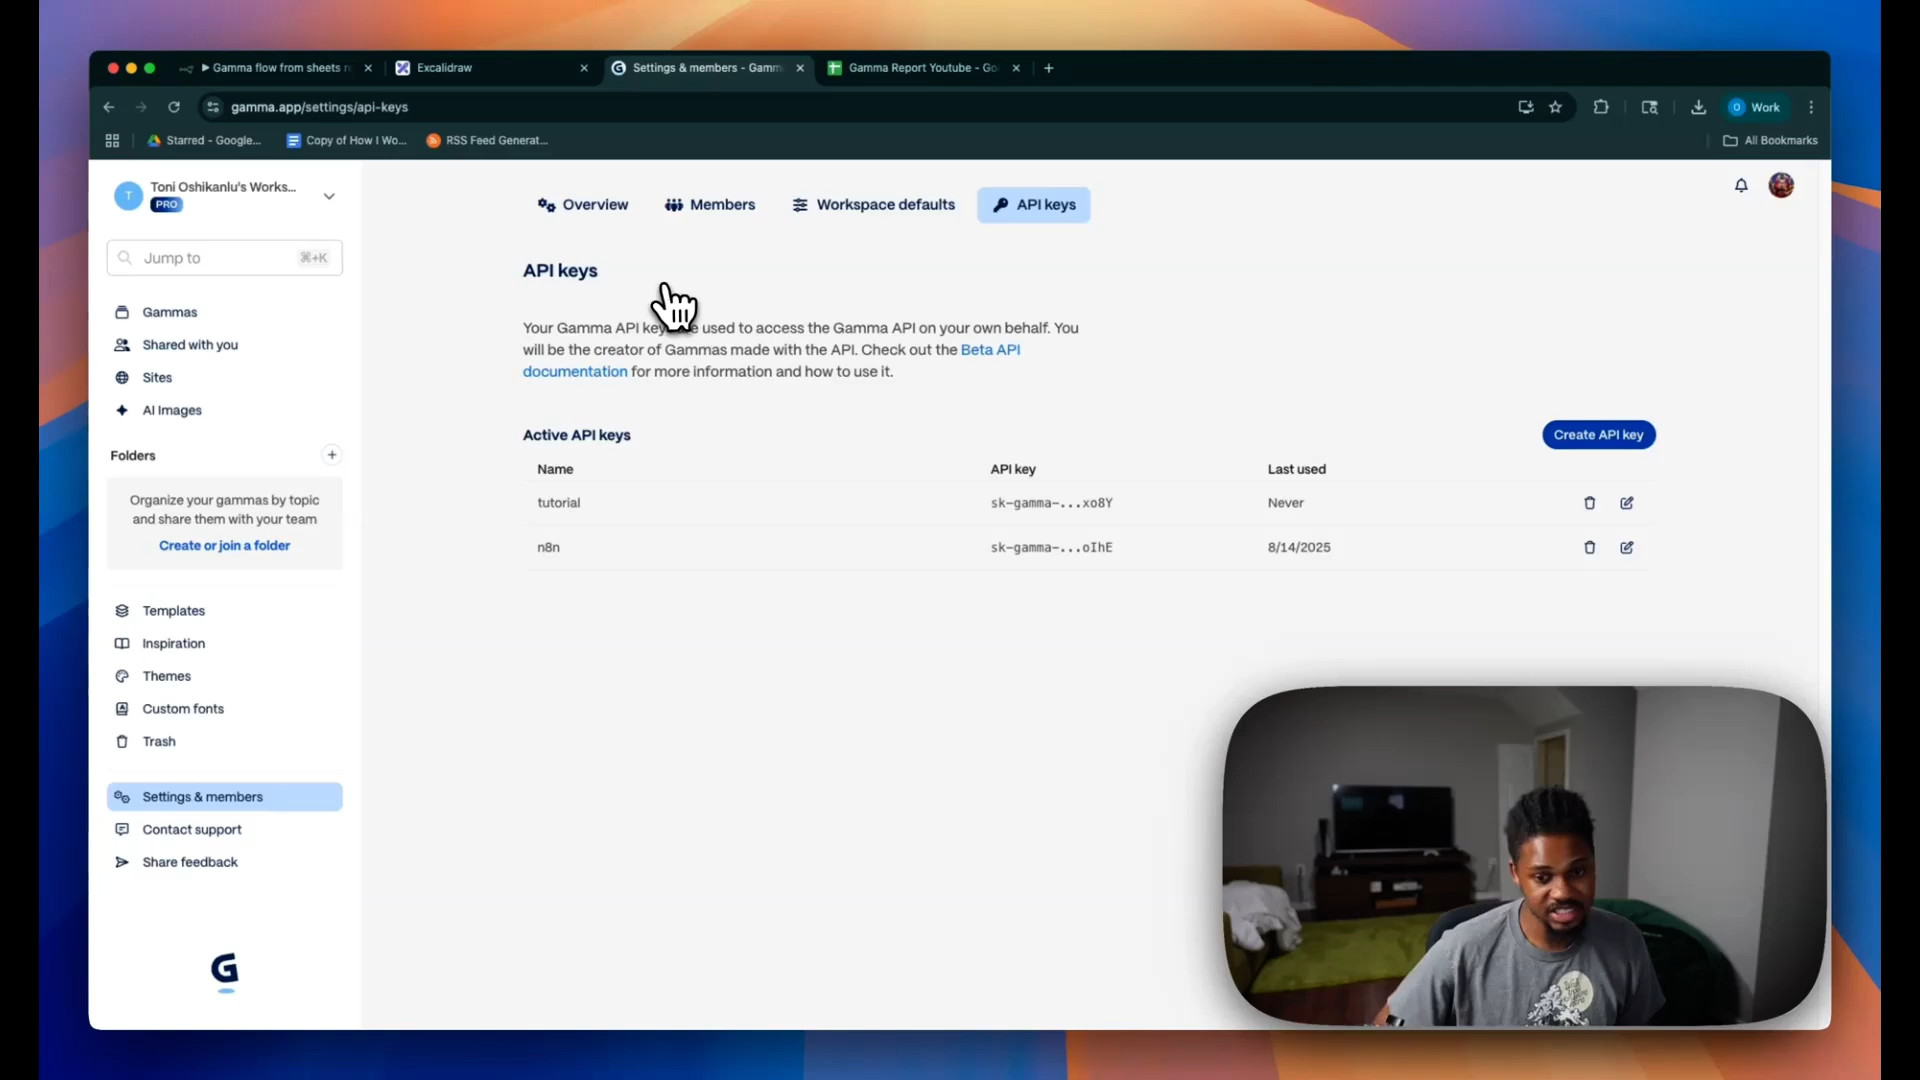 Gamma flow from sheets
Excalidraw
Settings & members - Gamm
Gamma Report Youtube - Go
gamma.app/settings/api-keys
O Work
Starred - Google...
Copy of How I Wo...
RSS Feed Generat...
All Bookmarks
T
Toni Oshikanlu's Works...
PRO
Jump to
⌘+K
Gammas
Shared with you
Sites
AI Images
Folders
Organize your gammas by topic
and share them with your team
Create or join a folder
Templates
Inspiration
Themes
Custom fonts
Trash
Settings & members
Contact support
Share feedback
Overview
Members
Workspace defaults
API keys
API keys
Your Gamma API key used to access the Gamma API on your own behalf. You
will be the creator of Gammas made with the API. Check out the Beta API
documentation for more information and how to use it.
Active API keys
Create API key
Name
API key
Last used
tutorial
sk-gamma-...xo8Y
Never
n8n
sk-gamma-...oIhE
8/14/2025